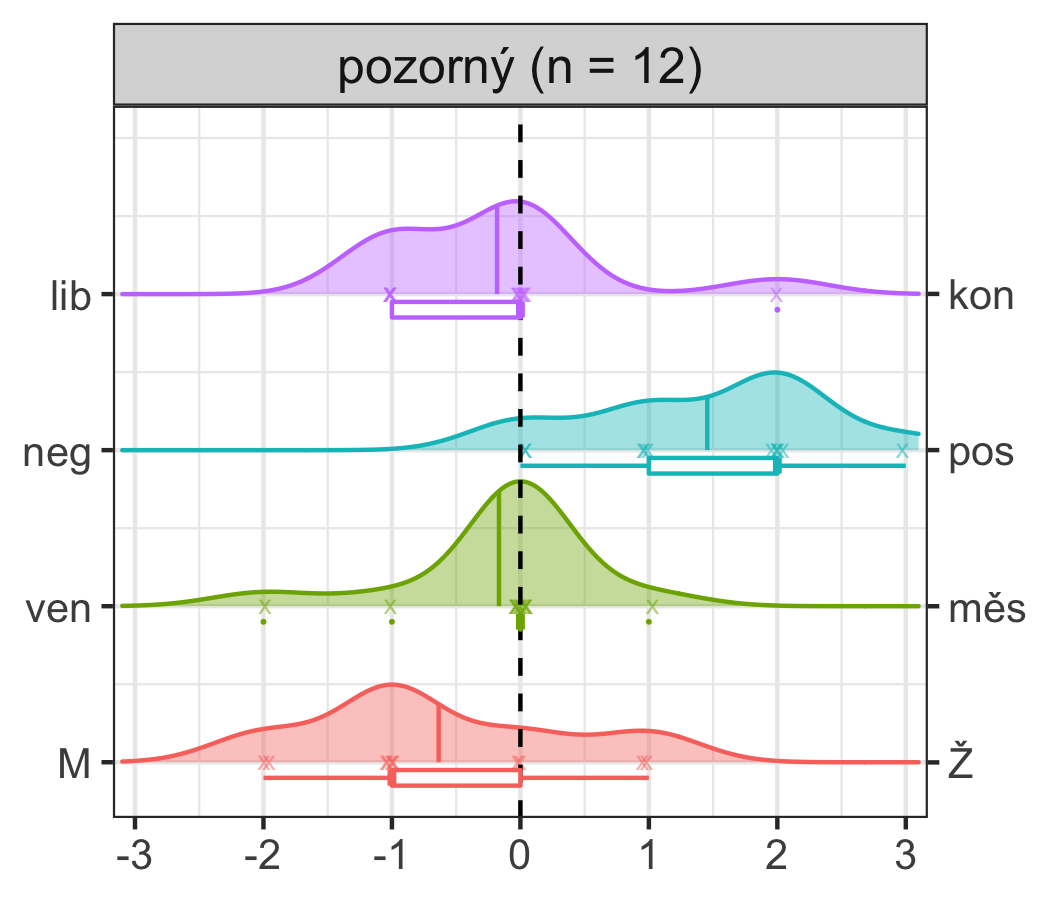 pozorný (n = 12)
lib kon
neg pos
ven měs
M Ž
-3 -2 -1 0 1 2 3